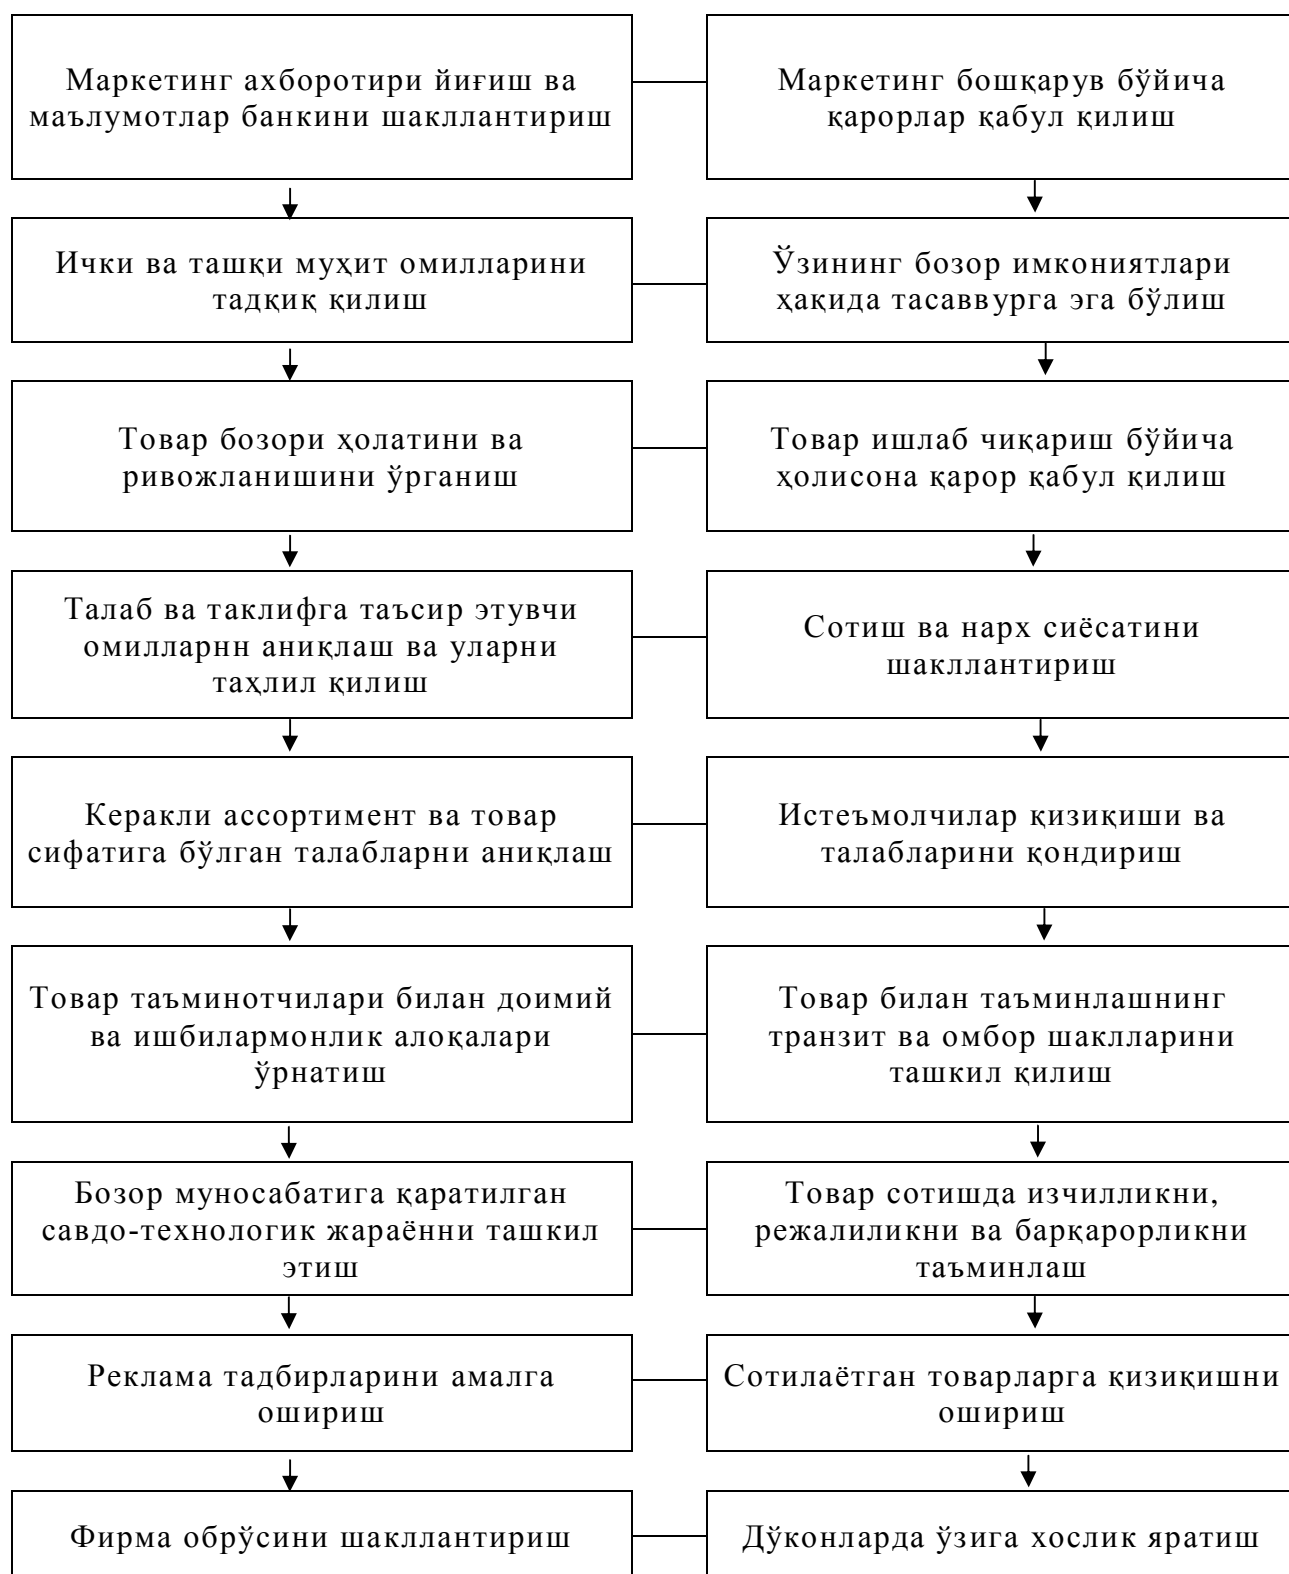 Маркетинг ахборотири йиғиш ва
маълумотлар банкини шакллантириш
Маркетинг бошқарув бўйича
қарорлар қабул қилиш
Ички ва ташқи муҳит омилларини
тадқиқ қилиш
Ўзининг бозор имкониятлари
ҳақида тасаввурга эга бўлиш
Товар бозори ҳолатини ва
ривожланишини ўрганиш
Товар ишлаб чиқариш бўйича
ҳолисона қарор қабул қилиш
Талаб ва таклифга таъсир этувчи
омилларнн аниқлаш ва уларни
таҳлил қилиш
Сотиш ва нарх сиёсатини
шакллантириш
Керакли ассортимент ва товар
сифатига бўлган талабларни аниқлаш
Истеъмолчилар қизиқиши ва
талабларини қондириш
Товар таъминотчилари билан доимий
ва ишбилармонлик алоқалари
ўрнатиш
Товар билан таъминлашнинг
транзит ва омбор шаклларини
ташкил қилиш
Бозор муносабатига қаратилган
савдо-технологик жараённи ташкил
этиш
Товар сотишда изчилликни,
режалиликни ва барқарорликни
таъминлаш
Реклама тадбирларини амалга
ошириш
Сотилаётган товарларга қизиқишни
ошириш
Фирма обрўсини шакллантириш
Дўконларда ўзига хослик яратиш